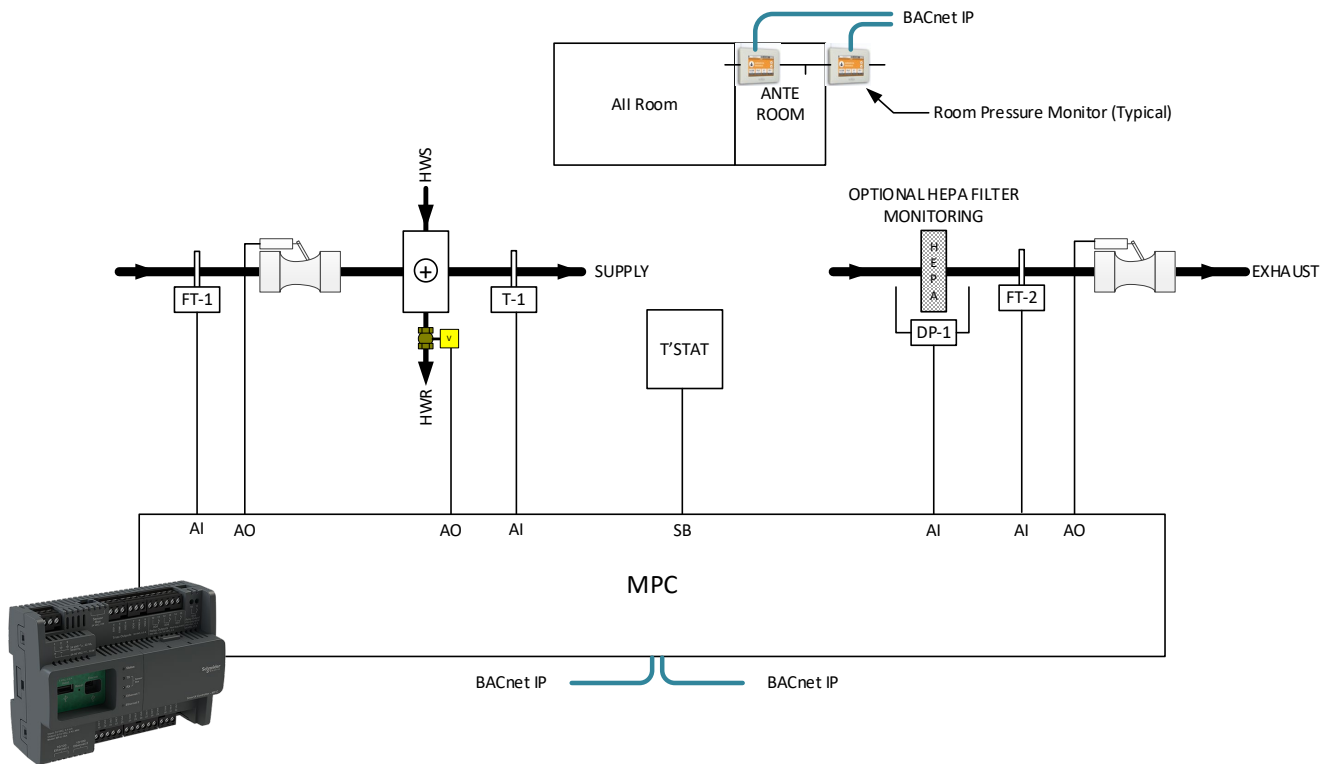 BACnet IP
AII Room
ANTE
ROOM
Room Pressure Monitor (Typical)
HWS
OPTIONAL HEPA FILTER
MONITORING
HEPA
SUPPLY
EXHAUST
FT-1
T-1
FT-2
DP-1
V
T'STAT
HWR
AI
AO
AO
AI
SB
AI
AI
AO
MPC
Schneider
BACnet IP
BACnet IP